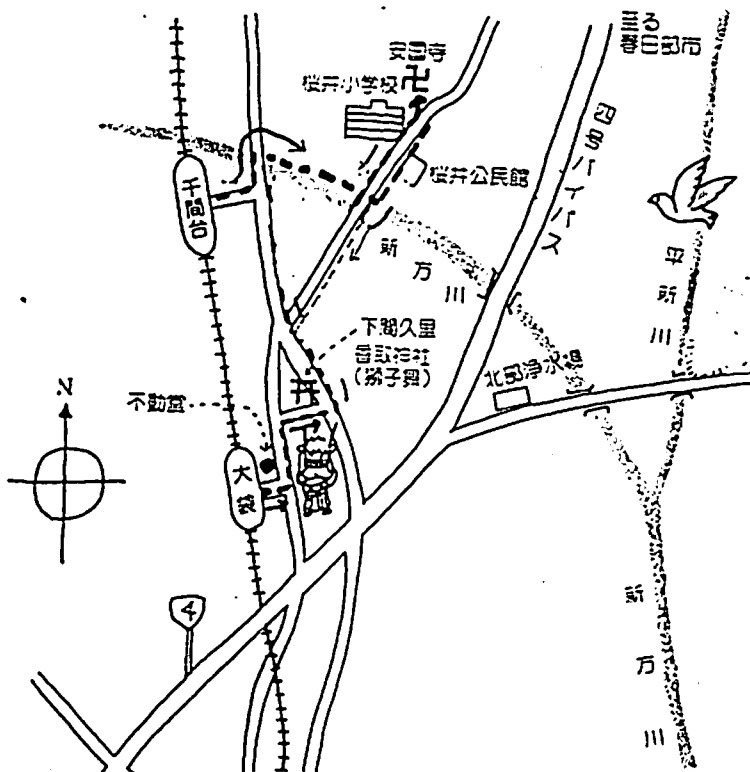 至る
春日部市
安国寺
桜井小学校
四号バイパス
桜井公民館
千間台
新方川
平新川
下間久里
香取神社
(獅子舞)
北部浄水場
不動堂
N
大袋
4
新方川